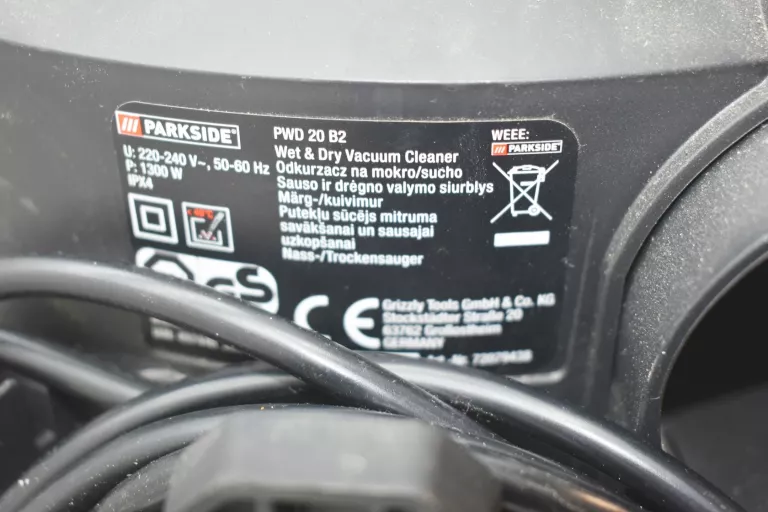 PARKSIDE
U: 220-240 V~, 50-60 Hz
P: 1300 W
IPX4
PWD 20 B2
Wet & Dry Vacuum Cleaner
Odkurzacz na mokro/sucho
Sauso ir drėgno valymo siurblys
Märg-/kuivimur
Putekļu sūcējs mitruma
savākšanai un sausajai
uzkopšanai
Nass-/Trockensauger
WEEE:
PARKSIDE
GS
CE
Grizzly Tools GmbH & Co. KG
Stockstädter Straße 20
63762 Großostheim
GERMANY